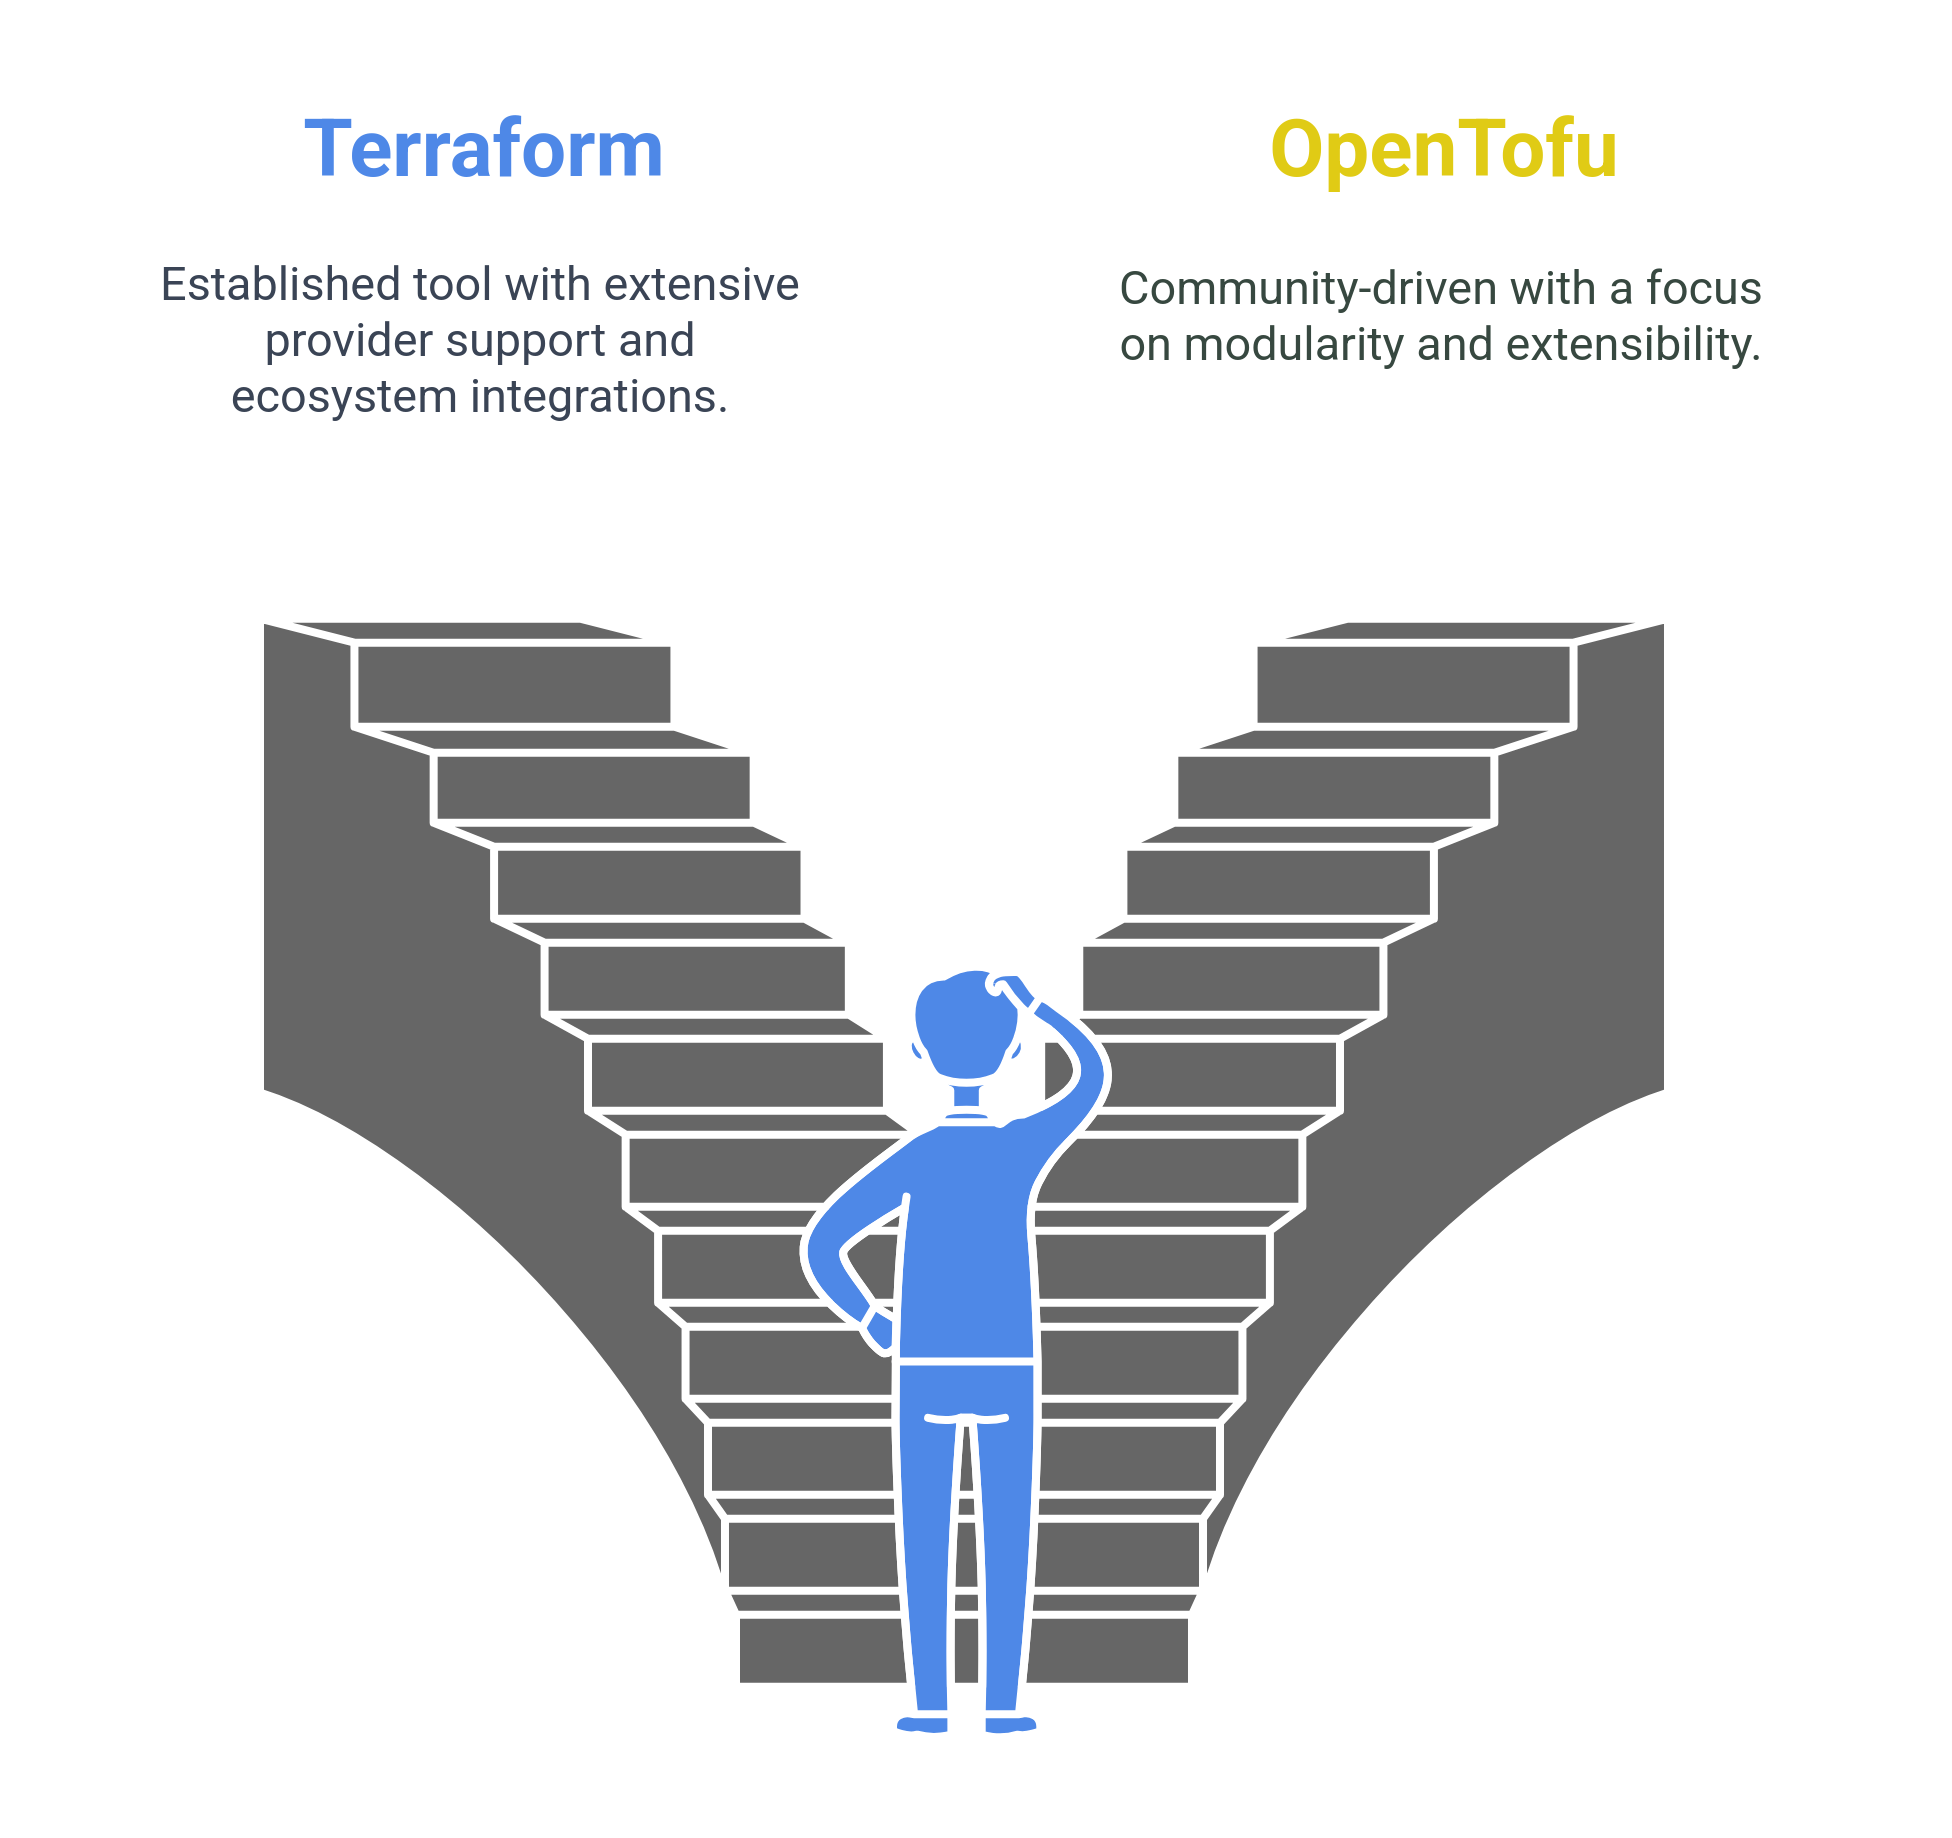 Terraform
Established tool with extensive
provider support and
ecosystem integrations.
OpenTofu
Community-driven with a focus
on modularity and extensibility.